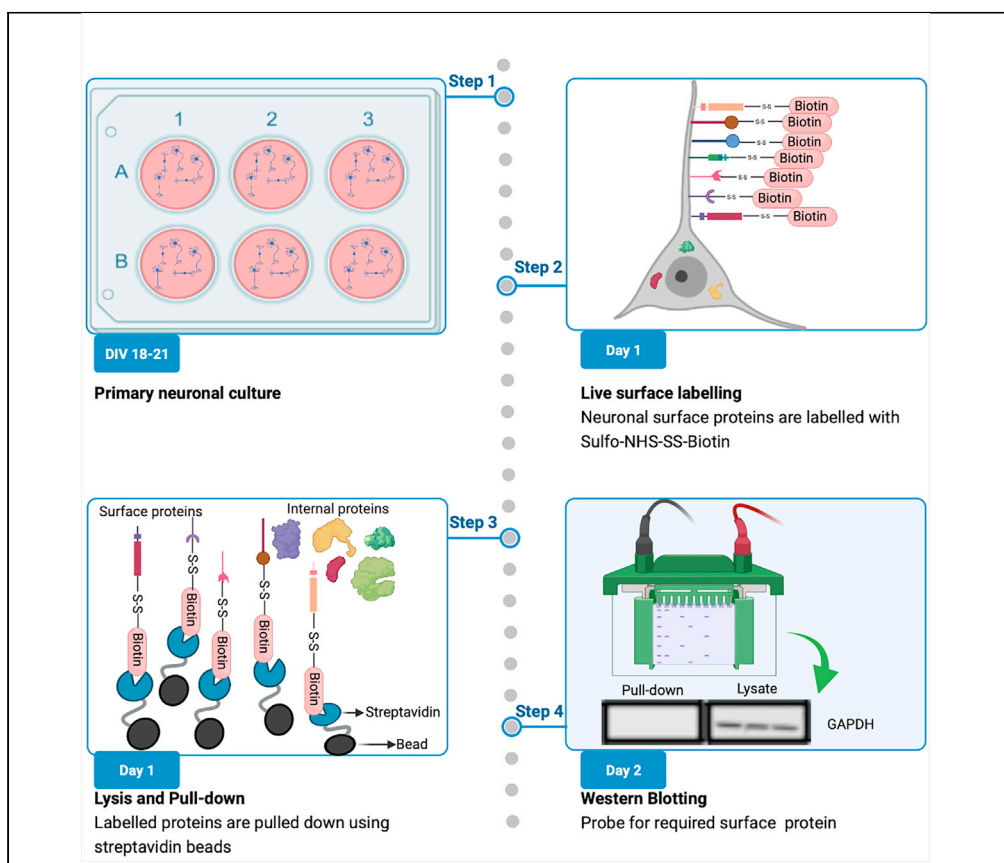 Step 1
1 2 3
A
B
DIV 18-21
Primary neuronal culture
Step 2
s-s Biotin
s-s Biotin
s-s Biotin
s-s Biotin
s-s Biotin
s-s Biotin
s-s Biotin
Day 1
Live surface labelling
Neuronal surface proteins are labelled with
Sulfo-NHS-SS-Biotin
Step 3
Surface proteins
Internal proteins
S-S
Biotin
S-S
Biotin
S-S
Biotin
S-S
Biotin
S-S
Biotin
Streptavidin
Bead
Day 1
Lysis and Pull-down
Labelled proteins are pulled down using
streptavidin beads
Step 4
Pull-down Lysate
GAPDH
Day 2
Western Blotting
Probe for required surface protein